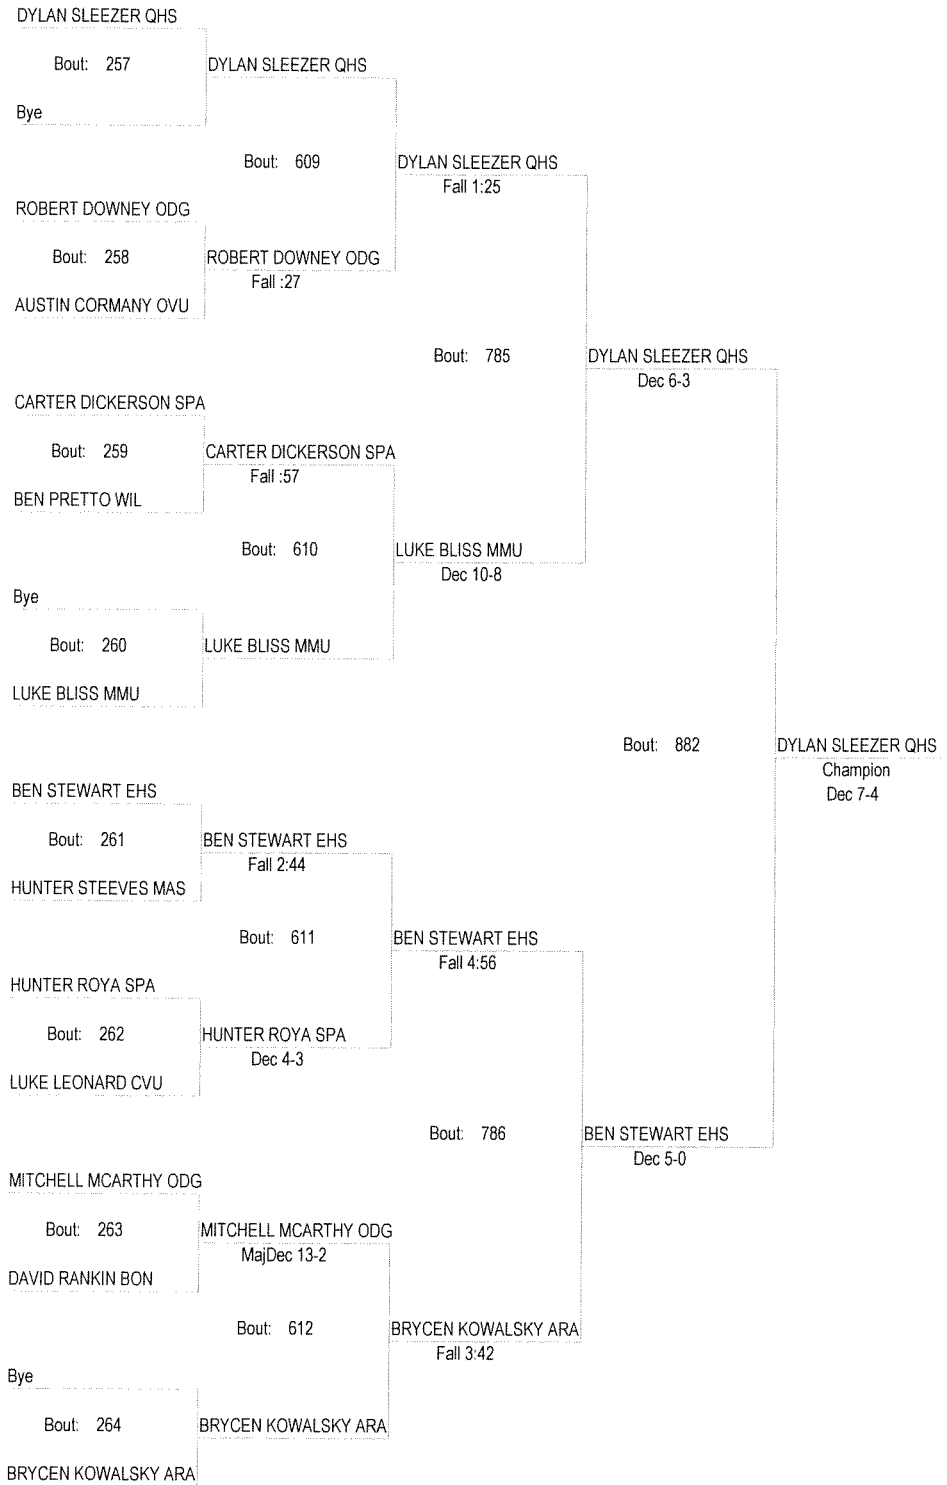 DYLAN SLEEZER QHS
Bout: 257
DYLAN SLEEZER QHS
Bye
Bout: 609
DYLAN SLEEZER QHS
Fall 1:25
ROBERT DOWNEY ODG
Bout: 258
ROBERT DOWNEY ODG
Fall :27
AUSTIN CORMANY OVU
Bout: 785
DYLAN SLEEZER QHS
Dec 6-3
CARTER DICKERSON SPA
Bout: 259
CARTER DICKERSON SPA
Fall :57
BEN PRETTO WIL
Bout: 610
LUKE BLISS MMU
Dec 10-8
Bye
Bout: 260
LUKE BLISS MMU
LUKE BLISS MMU
Bout: 882
DYLAN SLEEZER QHS
Champion
Dec 7-4
BEN STEWART EHS
Bout: 261
BEN STEWART EHS
Fall 2:44
HUNTER STEEVES MAS
Bout: 611
BEN STEWART EHS
Fall 4:56
HUNTER ROYA SPA
Bout: 262
HUNTER ROYA SPA
Dec 4-3
LUKE LEONARD CVU
Bout: 786
BEN STEWART EHS
Dec 5-0
MITCHELL MCARTHY ODG
Bout: 263
MITCHELL MCARTHY ODG
MajDec 13-2
DAVID RANKIN BON
Bout: 612
BRYCEN KOWALSKY ARA
Fall 3:42
Bye
Bout: 264
BRYCEN KOWALSKY ARA
BRYCEN KOWALSKY ARA